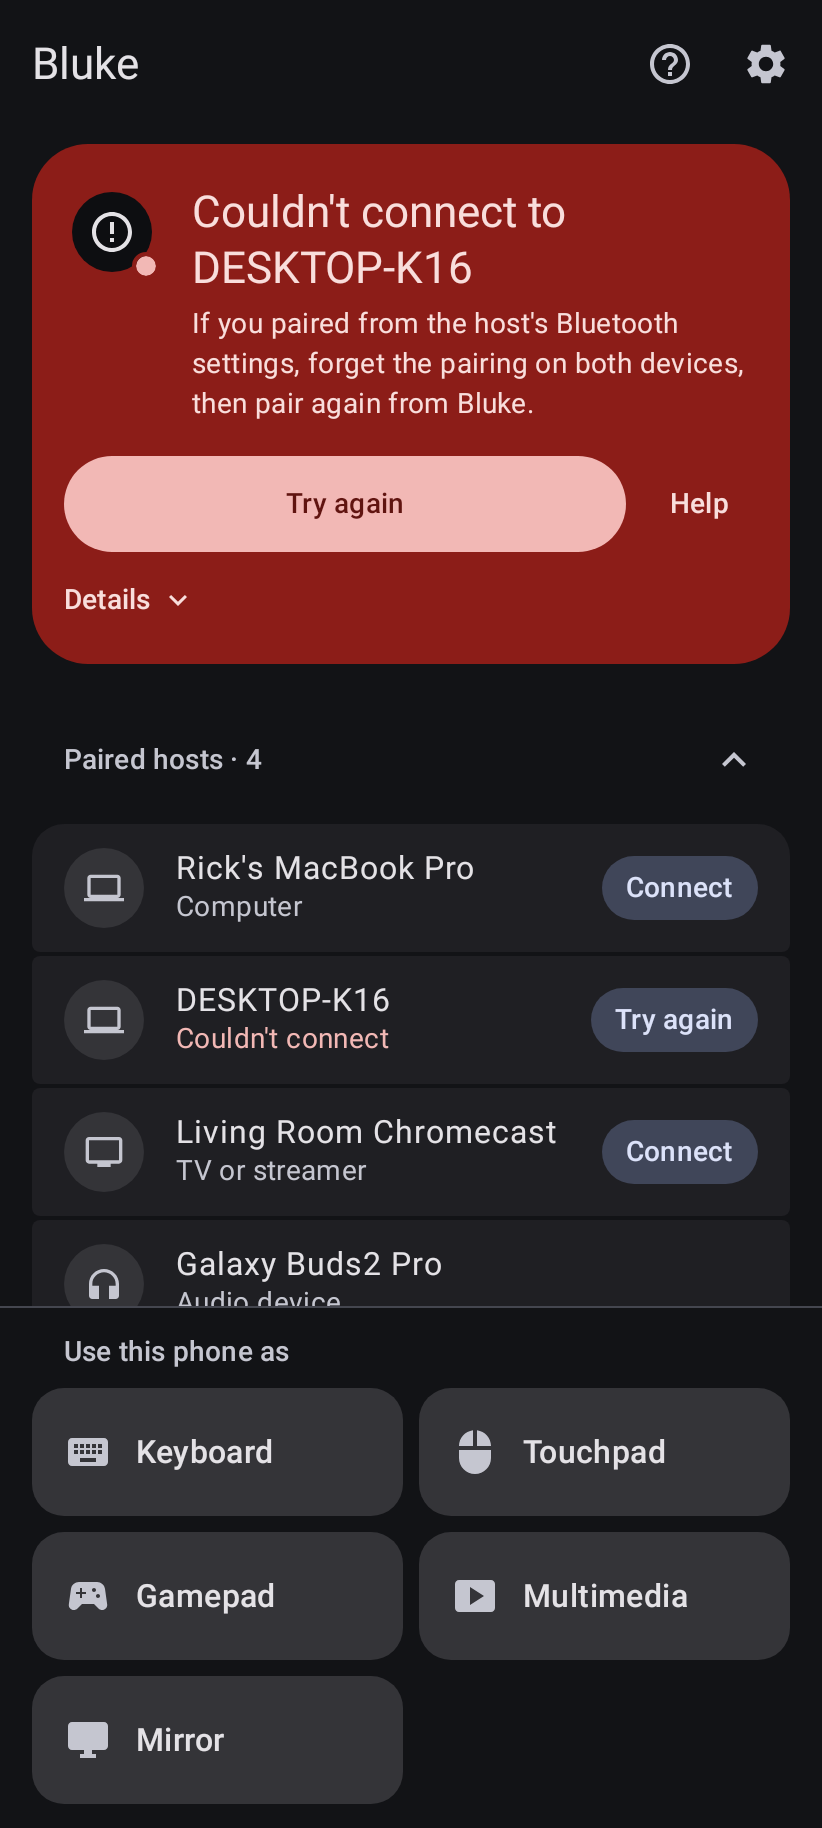 Bluke
Couldn't connect to
DESKTOP-K16
If you paired from the host's Bluetooth
settings, forget the pairing on both devices,
then pair again from Bluke.
Try again
Help
Details
Paired hosts · 4
Rick's MacBook Pro
Computer
Connect
DESKTOP-K16
Couldn't connect
Try again
Living Room Chromecast
TV or streamer
Connect
Galaxy Buds2 Pro
Audio device
Use this phone as
Keyboard
Touchpad
Gamepad
Multimedia
Mirror